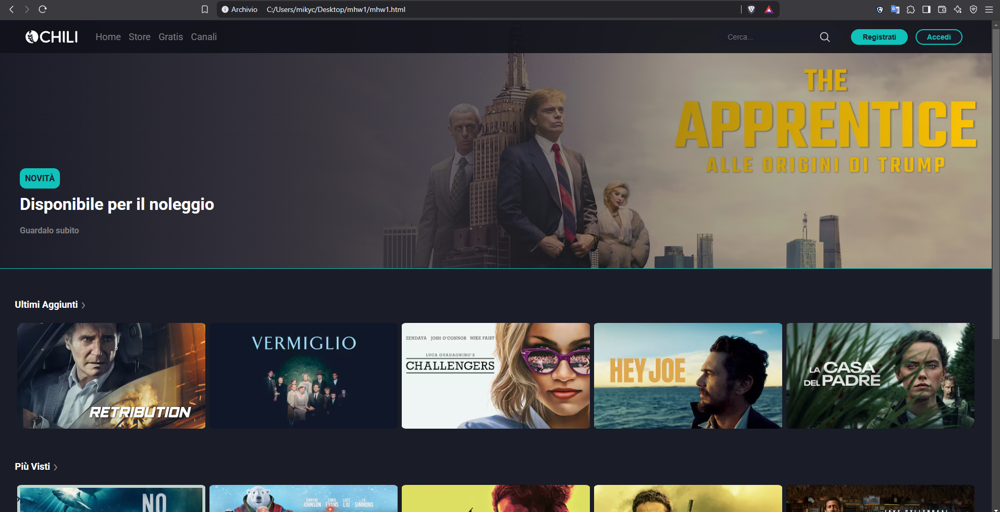 Archivio C:/Users/mikyc/Desktop/mhw1/mhw1.html
CHILI Home Store Gratis Canali Cerca... Registrati Accedi
THE
APPRENTICE
ALLE ORIGINI DI TRUMP
NOVITÀ
Disponibile per il noleggio
Guardalo subito
Ultimi Aggiunti
RETRIBUTION
VERMIGLIO
ZENDAYA JOSH O'CONNOR MIKE FAIST
LUCA GUADAGNINO'S
CHALLENGERS
HEY JOE
LA CASA
DEL PADRE
Più Visti
NO
DWAYNE JOHNSON CHRIS EVANS LUCY LIU J.K. SIMMONS
JAKE GYLLENHAAL